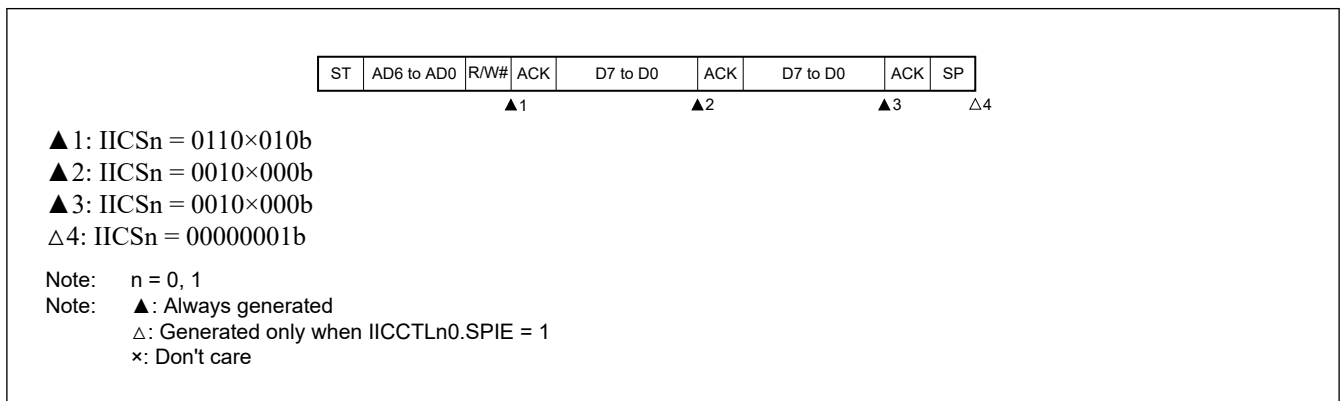 ST AD6 to AD0 R/W# ACK D7 to D0 ACK D7 to D0 ACK SP
▲1 ▲2 ▲3 △4
▲1: IICSn = 0110×010b
▲2: IICSn = 0010×000b
▲3: IICSn = 0010×000b
△4: IICSn = 00000001b
Note: n = 0, 1
Note: ▲: Always generated
△: Generated only when IICCTLn0.SPIE = 1
×: Don't care